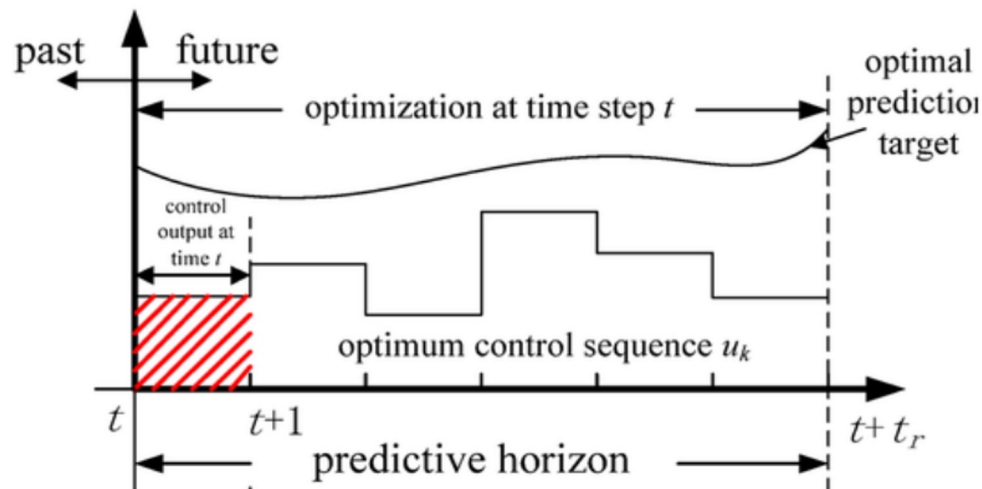 past future
optimization at time step t
optimal
predictio
target
control
output at
time t
optimum control sequence uk
t t+1 t+ tr
predictive horizon